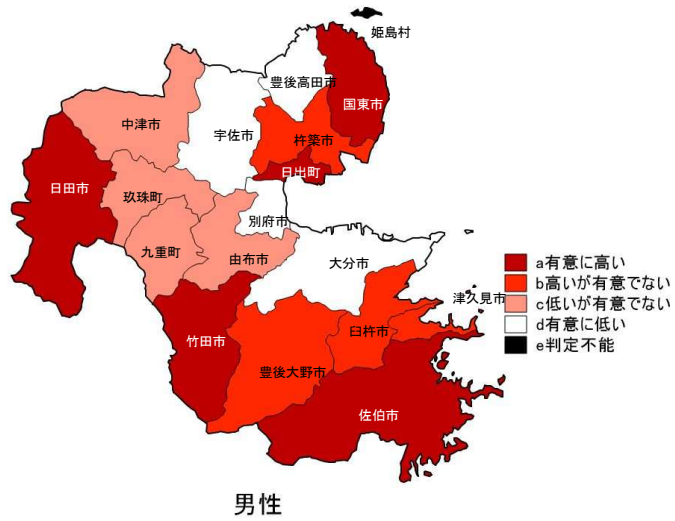 姫島村
豊後高田市
国東市
中津市
宇佐市
杵築市
日出町
日田市
玖珠町
別府市
九重町
由布市
大分市
a有意に高い
b高いが有意でない
c低いが有意でない
d有意に低い
e判定不能
津久見市
臼杵市
竹田市
豊後大野市
佐伯市
男性